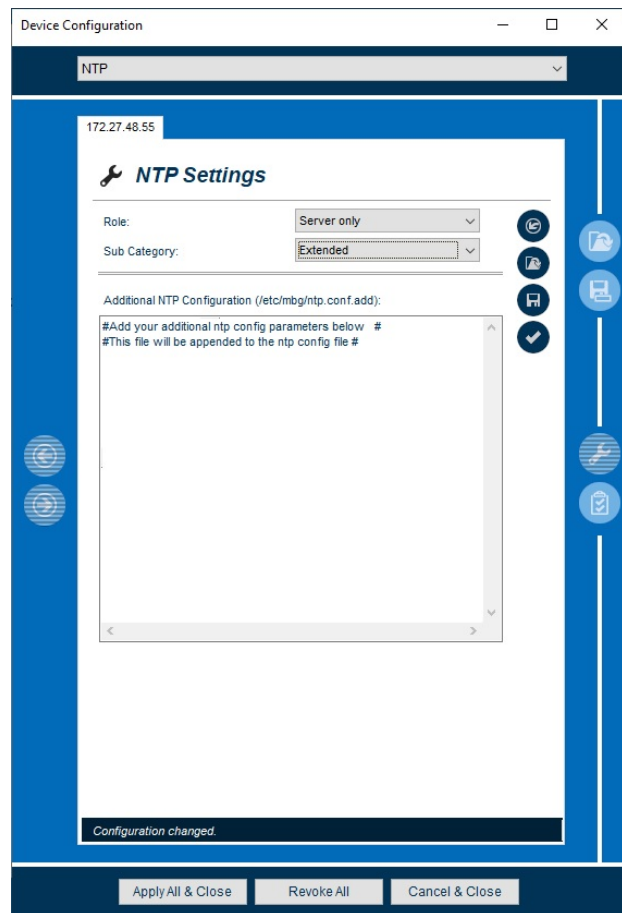 Device Configuration
NTP
172.27.48.55
NTP Settings
Role:
Server only
Sub Category:
Extended
Additional NTP Configuration (/etc/mbg/ntp.conf.add):
#Add your additional ntp config parameters below   #
#This file will be appended to the ntp config file #
Configuration changed.
Apply All & Close
Revoke All
Cancel & Close